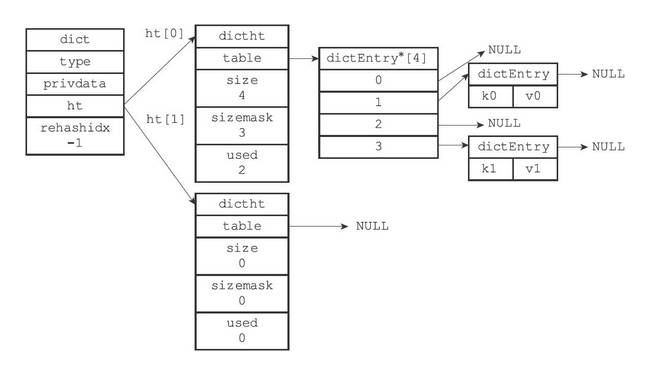 dict
type
privdata
ht
rehashidx
-1
ht[0]
ht[1]
dictht
table
size
4
sizemask
3
used
2
dictEntry*[4]
0
1
2
3
NULL
dictEntry
NULL
k0 v0
NULL
dictEntry
NULL
k1 v1
dictht
table
NULL
size
0
sizemask
0
used
0